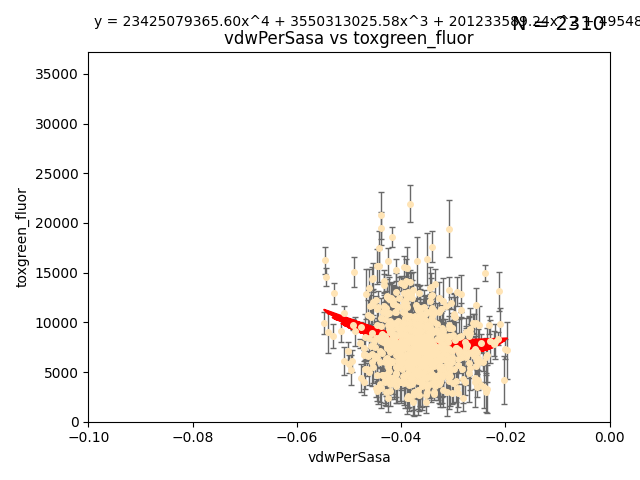 y = 23425079365.60x^4 + 3550313025.58x^3 + 201233589.24x^2 + 49548
N = 2310
vdwPerSasa vs toxgreen_fluor
35000
30000
25000
20000
15000
10000
5000
0
toxgreen_fluor
−0.10 −0.08 −0.06 −0.04 −0.02 0.00
vdwPerSasa